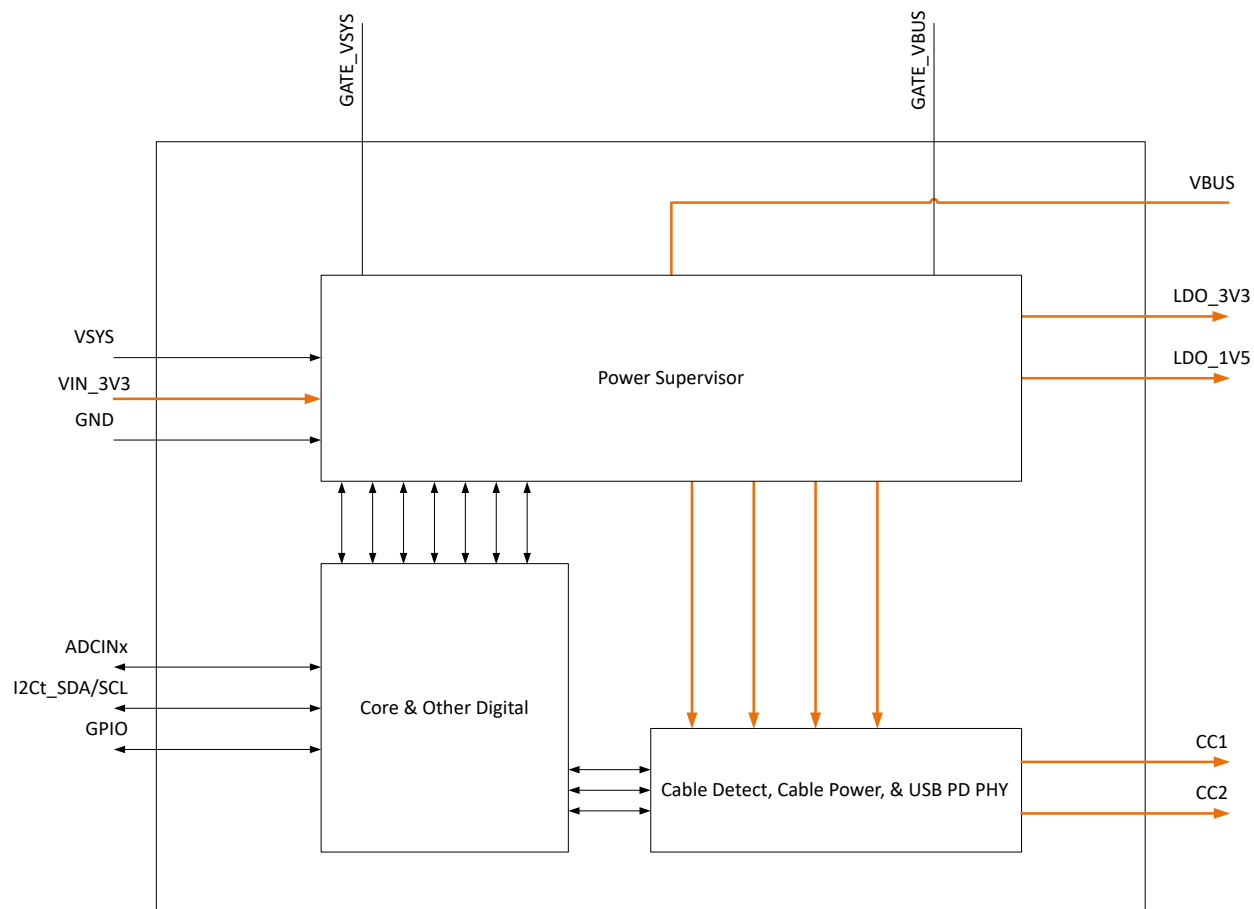 GATE_VSYS
GATE_VBUS
VBUS
LDO_3V3
VSYS
LDO_1V5
Power Supervisor
VIN_3V3
GND
ADCINx
I2Ct_SDA/SCL
Core & Other Digital
GPIO
CC1
Cable Detect, Cable Power, & USB PD PHY
CC2